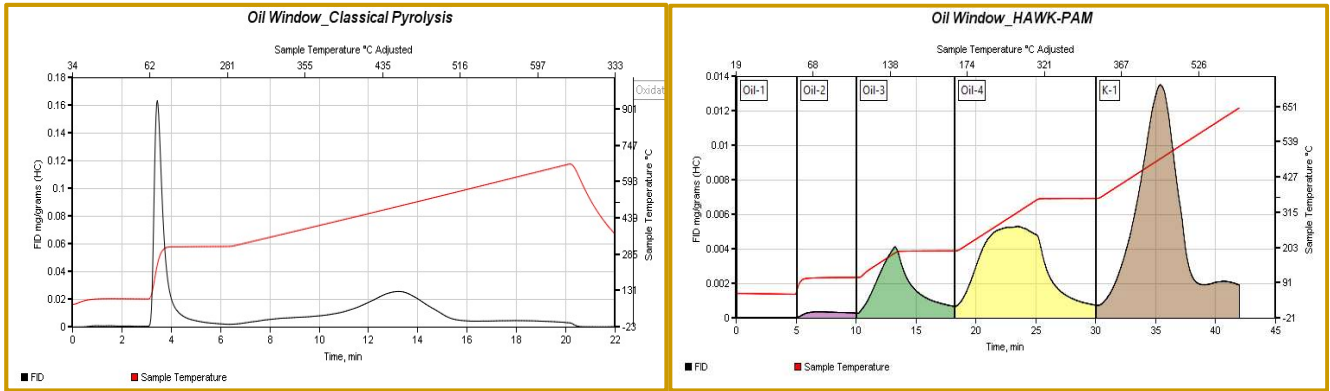 Oil Window_Classical Pyrolysis
Sample Temperature °C Adjusted
34 62 281 355 435 516 597 333
Oxidat
0.18
0.16
0.14
0.12
0.1
0.08
0.06
0.04
0.02
0
FID mg/grams (HC)
901
747
593
439
285
131
-23
Sample Temperature °C
0 2 4 6 8 10 12 14 16 18 20 22
Time, min
FID Sample Temperature
Oil Window_HAWK-PAM
Sample Temperature °C Adjusted
19 68 138 174 321 367 526
Oil-1 Oil-2 Oil-3 Oil-4 K-1
0.014
0.012
0.01
0.008
0.006
0.004
0.002
0
FID mg/grams (HC)
651
539
427
315
203
91
-21
Sample Temperature °C
0 5 10 15 20 25 30 35 40 45
Time, min
FID Sample Temperature